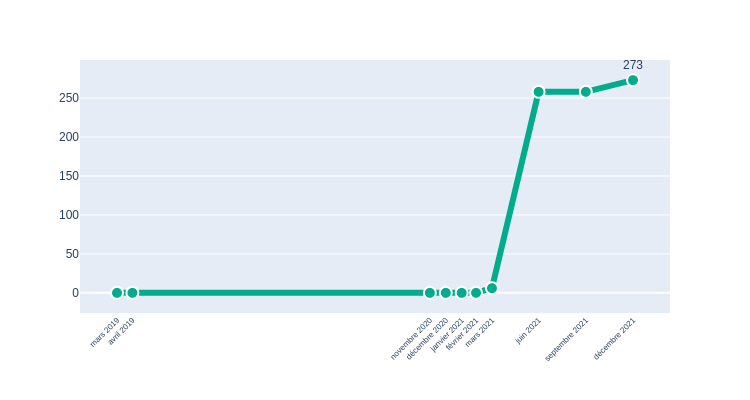 273
250
200
150
100
50
0
mars 2019
avril 2019
novembre 2020
décembre 2020
janvier 2021
février 2021
mars 2021
juin 2021
septembre 2021
décembre 2021